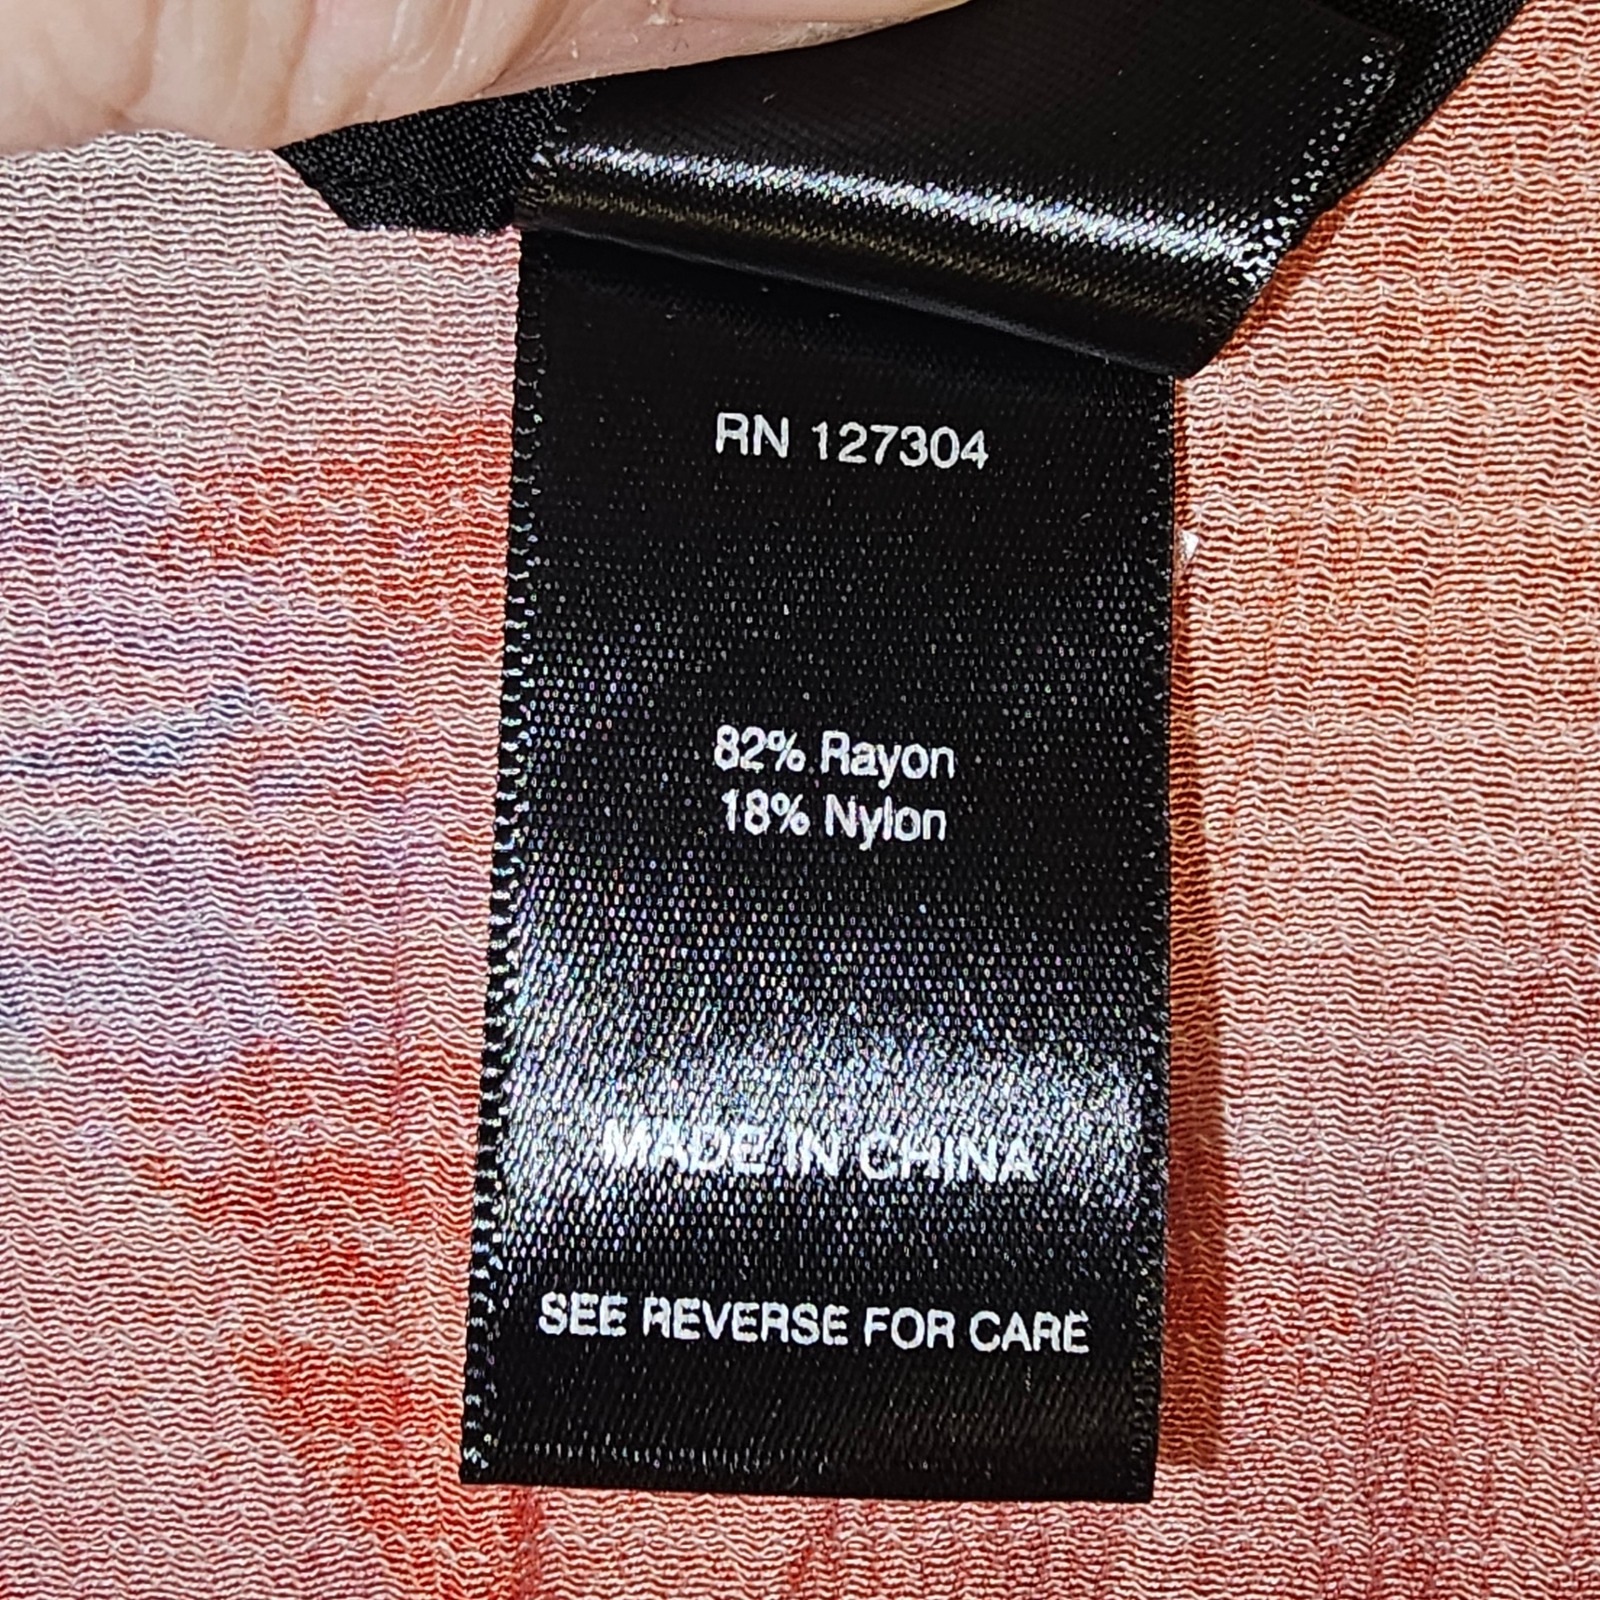 RN 127304
82% Rayon
18% Nylon
MADE IN CHINA
SEE REVERSE FOR CARE